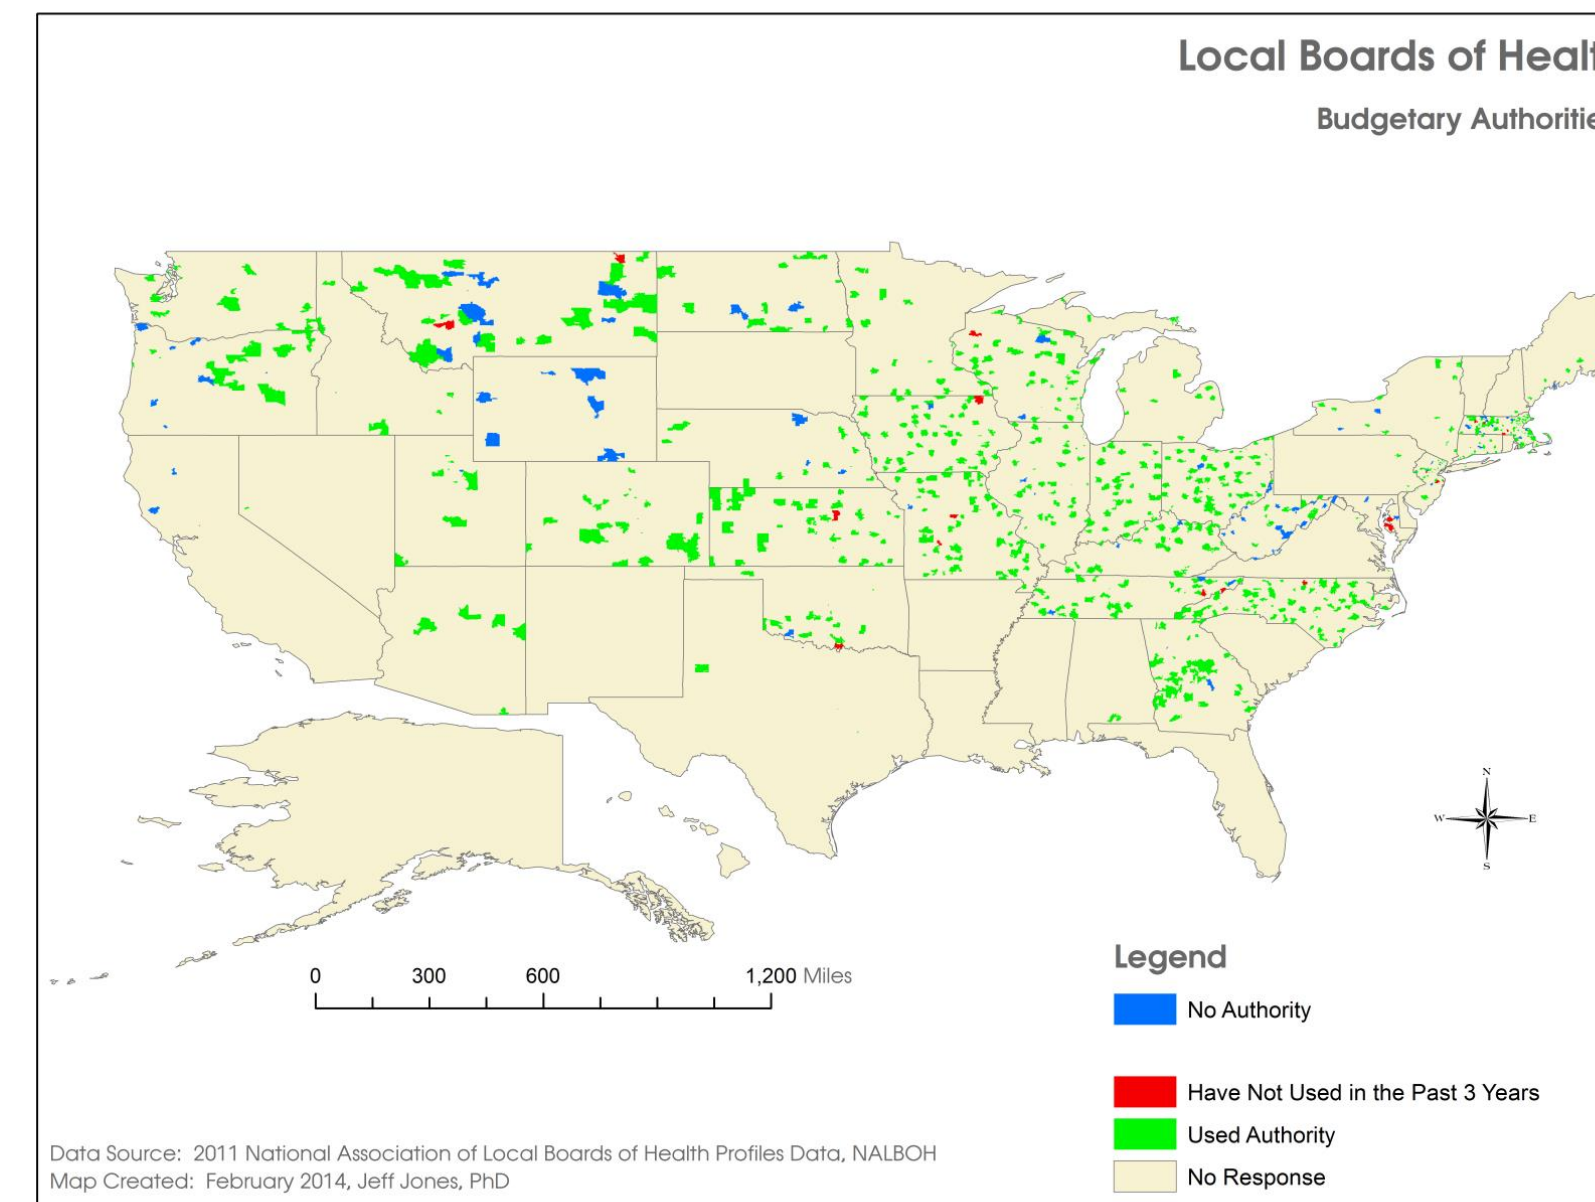 Local Boards of Healt
Budgetary Authoritie
N
W E
S
0 300 600 1,200 Miles
Legend
No Authority
Have Not Used in the Past 3 Years
Used Authority
No Response
Data Source: 2011 National Association of Local Boards of Health Profiles Data, NALBOH
Map Created: February 2014, Jeff Jones, PhD